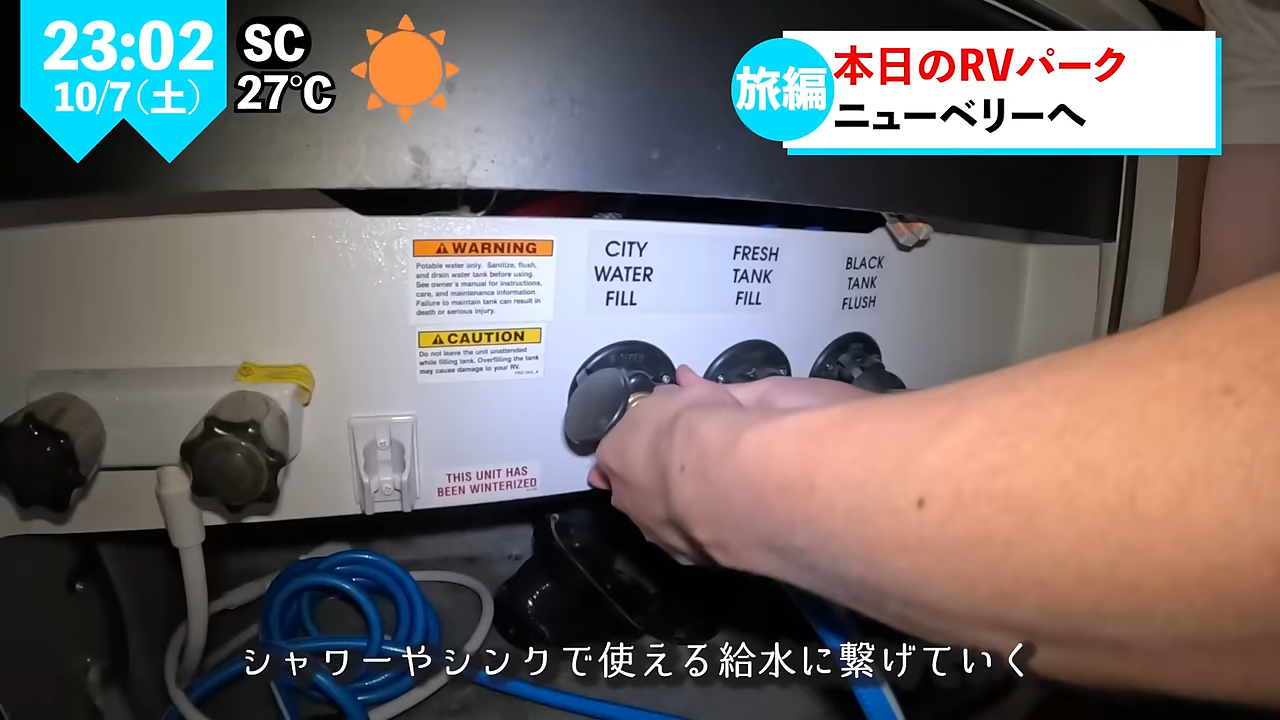 23:02
10/7(土)
SC
27℃
旅編
本日のRVパーク
ニューベリーへ
WARNING
Potable water only. Sanitize, flush,
and drain water tank before using.
See owner's manual for instructions,
care, and maintenance information.
Failure to maintain tank can result in
death or serious injury.
CAUTION
Do not leave the unit unattended
while filling tank. Overfilling the tank
may cause damage to your RV.
CITY
WATER
FILL
FRESH
TANK
FILL
BLACK
TANK
FLUSH
THIS UNIT HAS
BEEN WINTERIZED
シャワーやシンクで使える給水に繋げていく